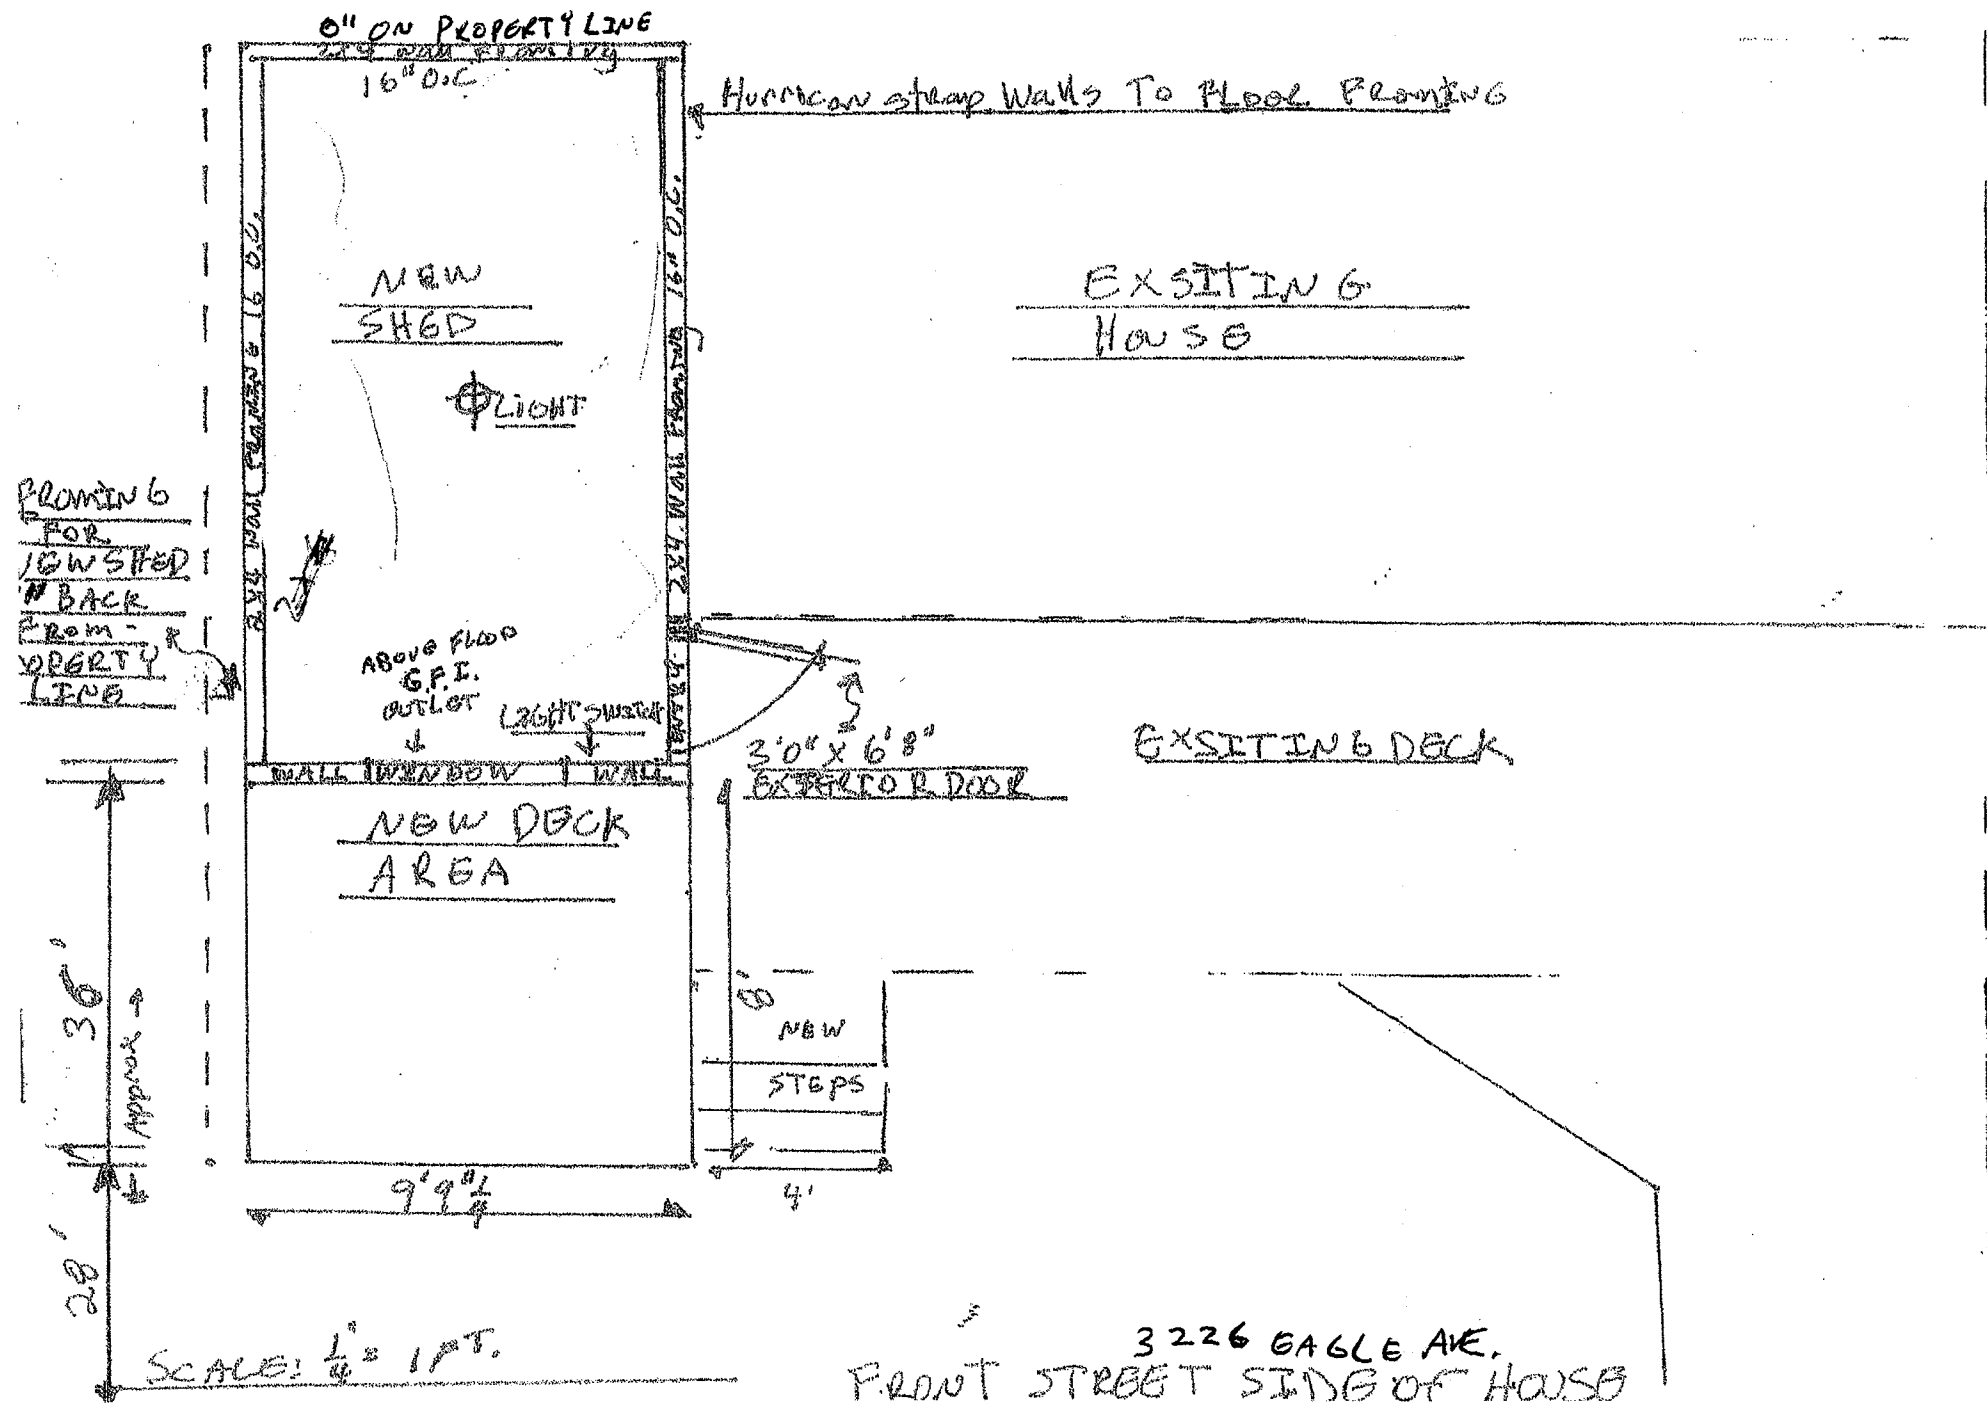 0" ON PROPERTY LINE
16" O.C
Hurrican strap Walls To FLOOR FRAMING
2X4 Wall FRAMING 16 O.C.
2X4 Wall FRAMING 16" O.C.
NEW
SHED
EXSITING
HOUSE
LIGHT
FRAMING
FOR
SHED
BACK
FROM
LINE
ABOVE FLOOD
G.F.I.
OUTLET
LIGHT SWITCH
3'0" X 6'8"
EXTERIOR DOOR
EXSITING DECK
WALL WINDOW WALL
NEW DECK
AREA
36'
Approx
8'
NEW
STEPS
9'9"
4'
28'
SCALE: 1/4" = 1 FT.
3226 EAGLE AVE.
FRONT STREET SIDE OF HOUSE